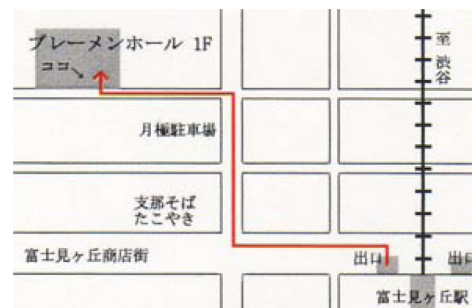 ブレーメンホール 1F
ココ
至渋谷
月極駐車場
支那そば
たこやき
富士見ヶ丘商店街
出口
出口
富士見ヶ丘駅